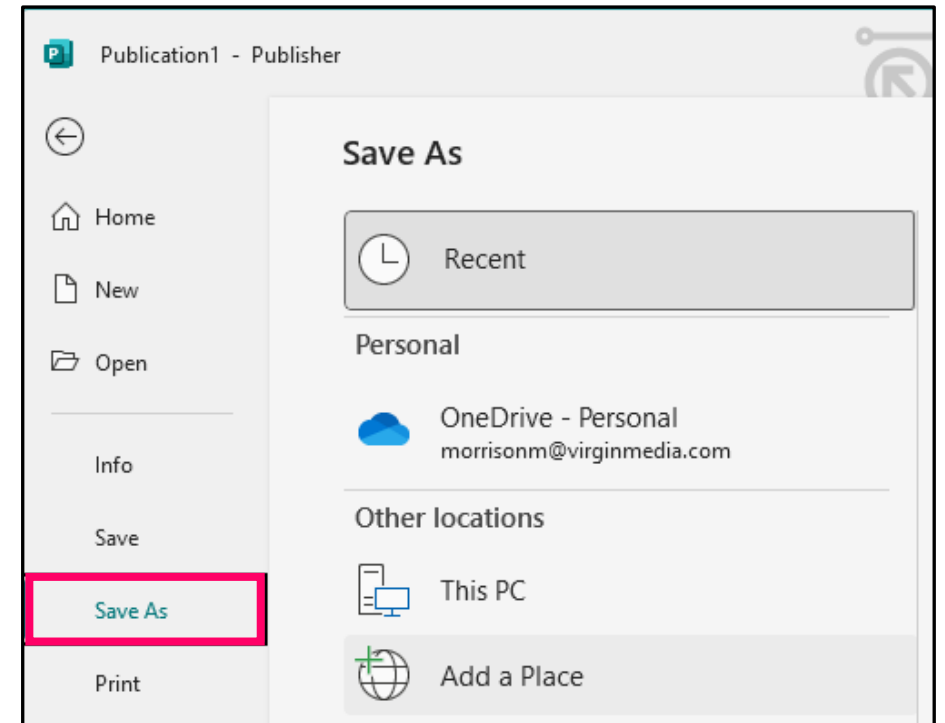 Publication1 - Publisher
Save As
Home
New
Open
Info
Save
Save As
Print
Recent
Personal
OneDrive - Personal
morrisonm@virginmedia.com
Other locations
This PC
Add a Place